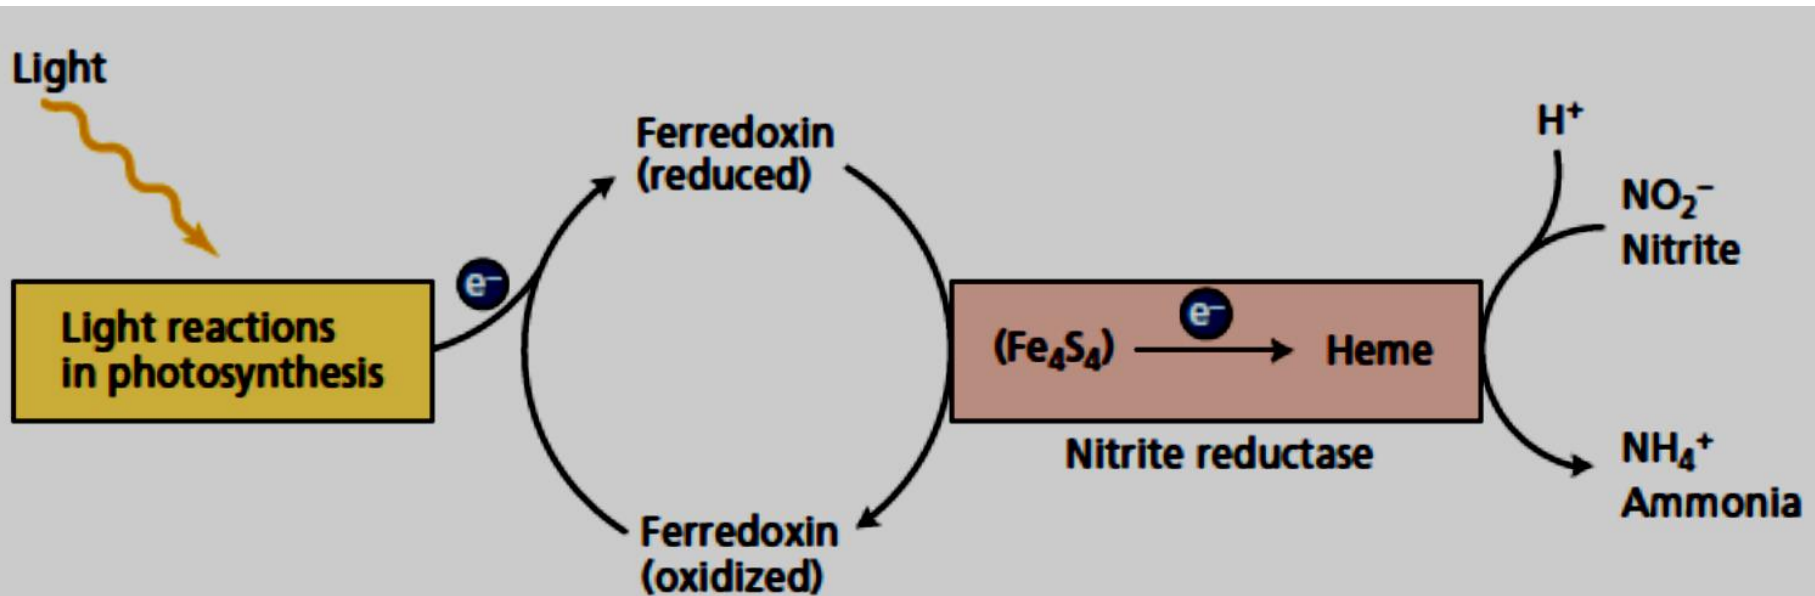 Light
Light reactions
in photosynthesis
e⁻
Ferredoxin
(reduced)
Ferredoxin
(oxidized)
(Fe₄S₄)
e⁻
Heme
Nitrite reductase
H⁺
NO₂⁻
Nitrite
NH₄⁺
Ammonia